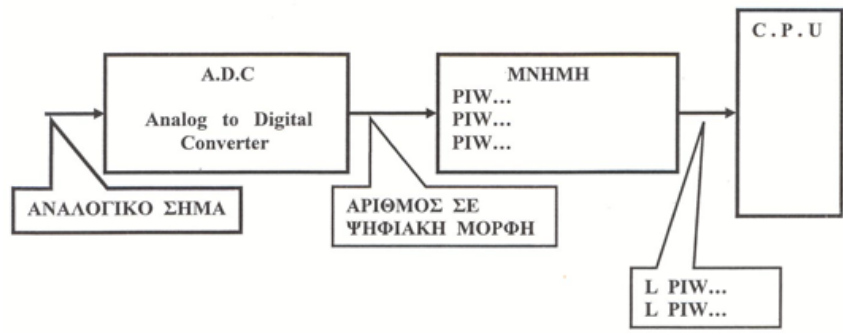 C . P . U
A.D.C
Analog to Digital
Converter
ΜΝΗΜΗ
PIW...
PIW...
PIW...
ΑΝΑΛΟΓΙΚΟ ΣΗΜΑ
ΑΡΙΘΜΟΣ ΣΕ
ΨΗΦΙΑΚΗ ΜΟΡΦΗ
L PIW...
L PIW...